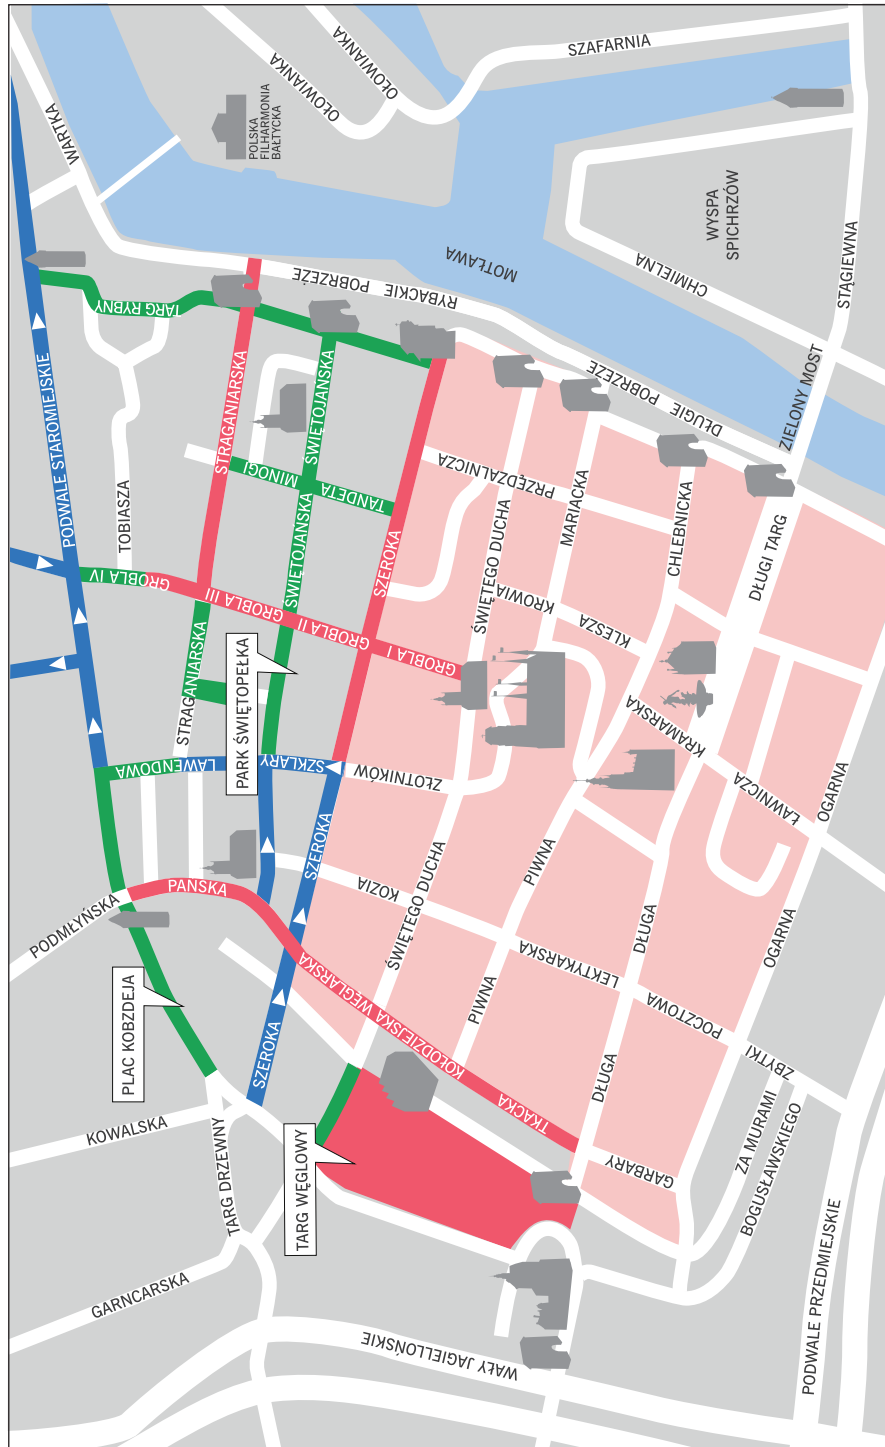 WARTKA
OŁOWIANKA
OŁOWIANKA
SZAFARNIA
POLSKA
FILHARMONIA
BAŁTYCKA
WYSPA
SPICHRZÓW
STĄGIEWNA
CHMIELNA
MOTŁAWA
RYBACKIE POBRZEŻE
TARG RYBNY
PODWALE STAROMIEJSKIE
STRAGANIARSKA
ŚWIĘTOJAŃSKA
DŁUGIE POBRZEŻE
ZIELONY MOST
MINOGI
TANDETA
PRZĘDZALNICZA
MARIACKA
CHLEBNICKA
DŁUGI TARG
TOBIASZA
GROBLA IV
GROBLA III
GROBLA II
GROBLA I
ŚWIĘTOJAŃSKA
SZEROKA
ŚWIĘTEGO DUCHA
KROWIA
KLESZA
STRAGANIARSKA
PARK ŚWIĘTOPEŁKA
KRAMARSKA
ŁAWNICZA
OGARNA
LAWENDOWA
SZKLARY
ZŁOTNIKÓW
SZEROKA
PIWNA
PODMŁYŃSKA
PAŃSKA
KOZIA
ŚWIĘTEGO DUCHA
DŁUGA
OGARNA
LEKTYKARSKA
POCZTOWA
ZBYTKI
PIWNA
PLAC KOBZDEJA
SZEROKA
WĘGLARSKA
KOŁODZIEJSKA
TKACKA
DŁUGA
KOWALSKA
TARG DRZEWNY
TARG WĘGLOWY
GARBARY
ZA MURAMI
BOGUSŁAWSKIEGO
GARNCARSKA
WAŁY JAGIELLOŃSKIE
PODWALE PRZEDMIEJSKIE